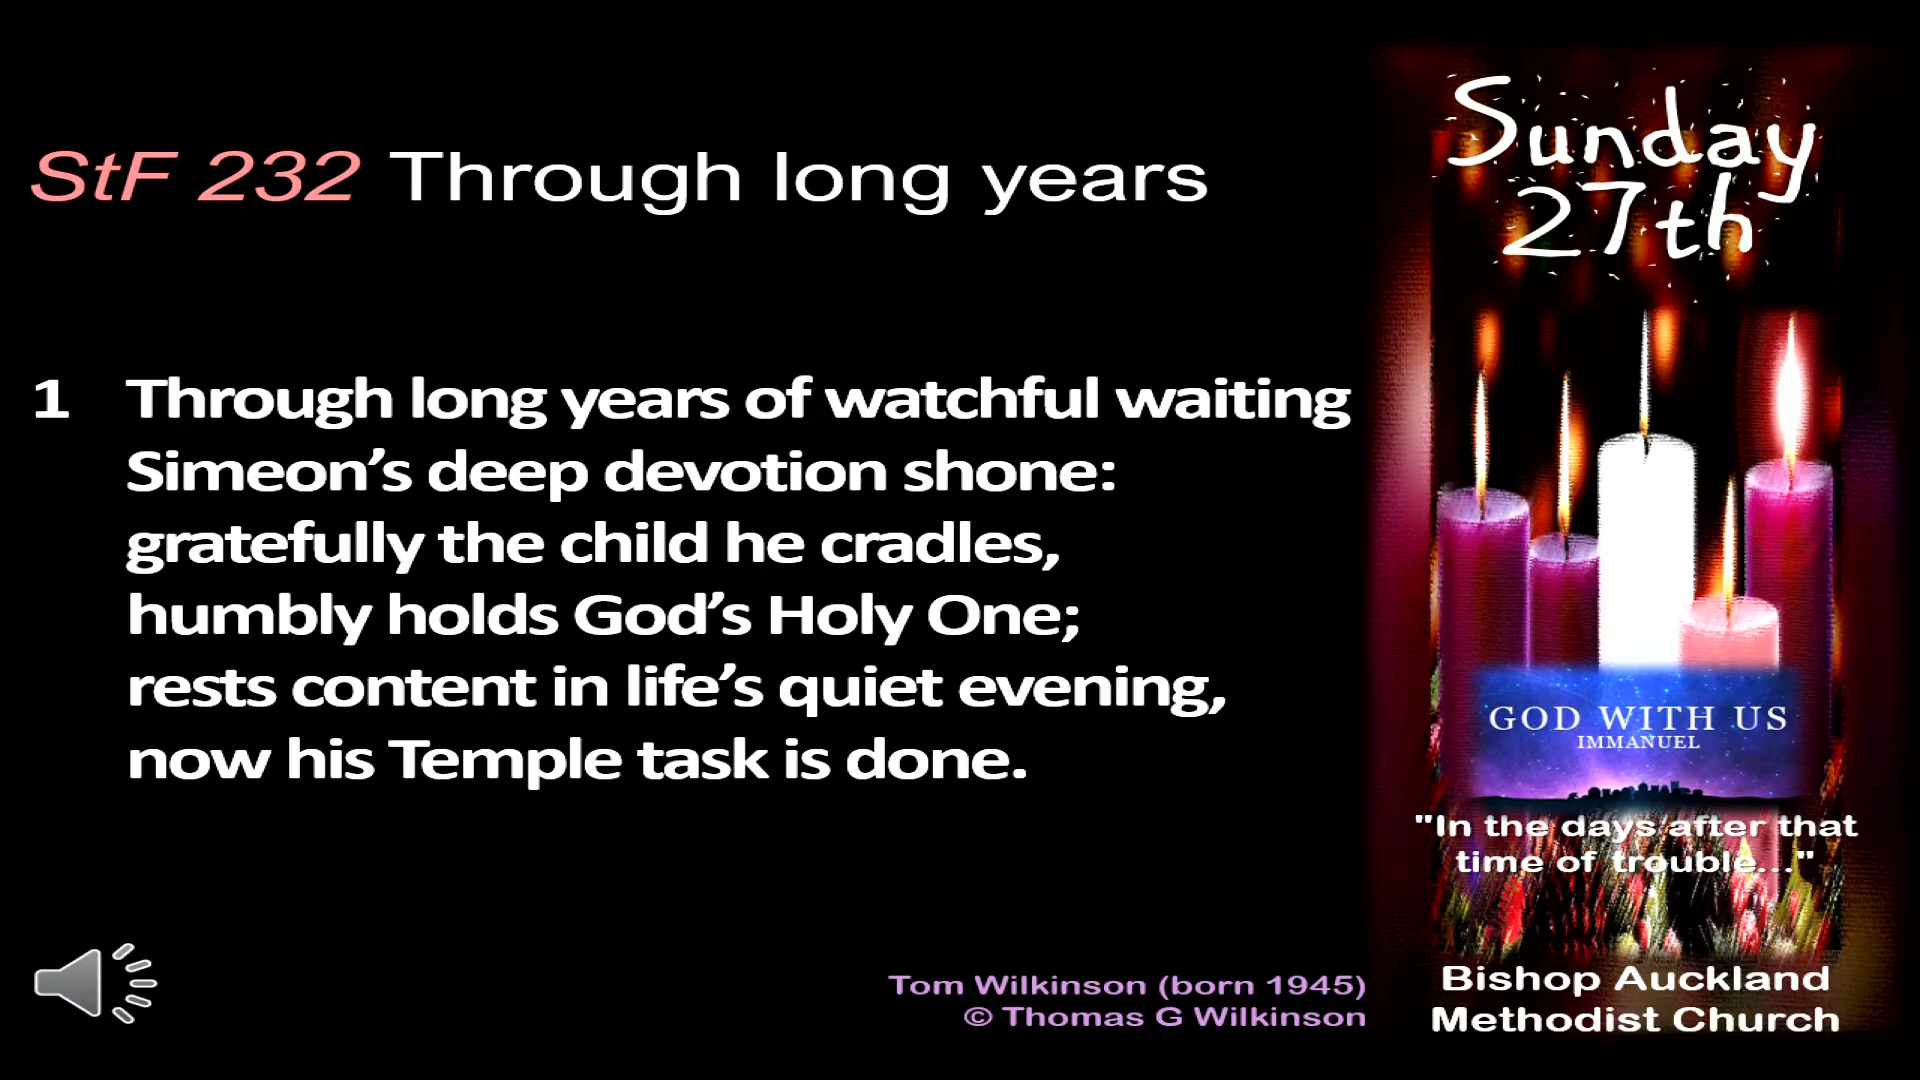 StF 232 Through long years
1 Through long years of watchful waiting
Simeon’s deep devotion shone:
gratefully the child he cradles,
humbly holds God’s Holy One;
rests content in life’s quiet evening,
now his Temple task is done.
Tom Wilkinson (born 1945)
© Thomas G Wilkinson
Sunday
27th
GOD WITH US
IMMANUEL
"In the days after that
time of trouble..."
Bishop Auckland
Methodist Church